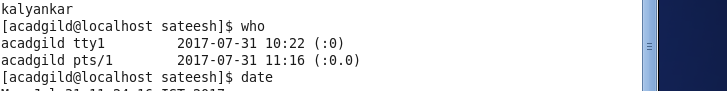 kalyankar
[acadgild@localhost sateesh]$ who
acadgild tty1         2017-07-31 10:22 (:0)
acadgild pts/1        2017-07-31 11:16 (:0.0)
[acadgild@localhost sateesh]$ date